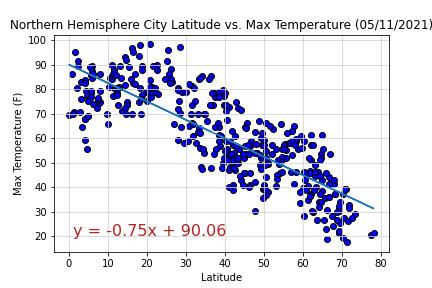 Northern Hemisphere City Latitude vs. Max Temperature (05/11/2021)
100
90
80
70
60
50
40
30
20
Max Temperature (F)
y = -0.75x + 90.06
0 10 20 30 40 50 60 70 80
Latitude